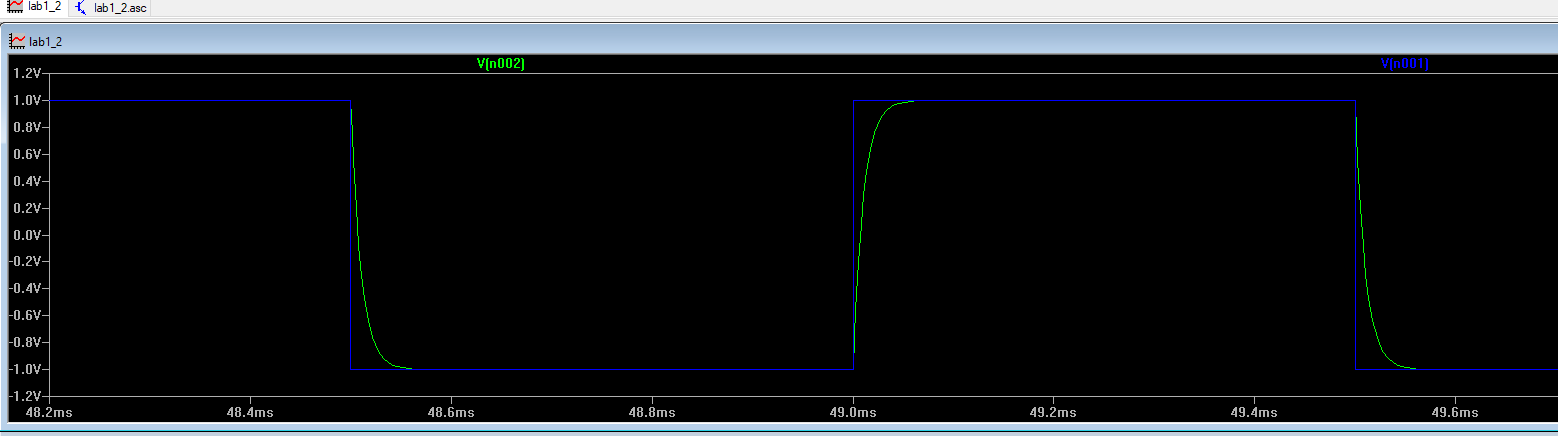 lab1_2 lab1_2.asc
lab1_2
V(n002) V(n001)
1.2V
1.0V
0.8V
0.6V
0.4V
0.2V
0.0V
-0.2V
-0.4V
-0.6V
-0.8V
-1.0V
-1.2V
48.2ms 48.4ms 48.6ms 48.8ms 49.0ms 49.2ms 49.4ms 49.6ms